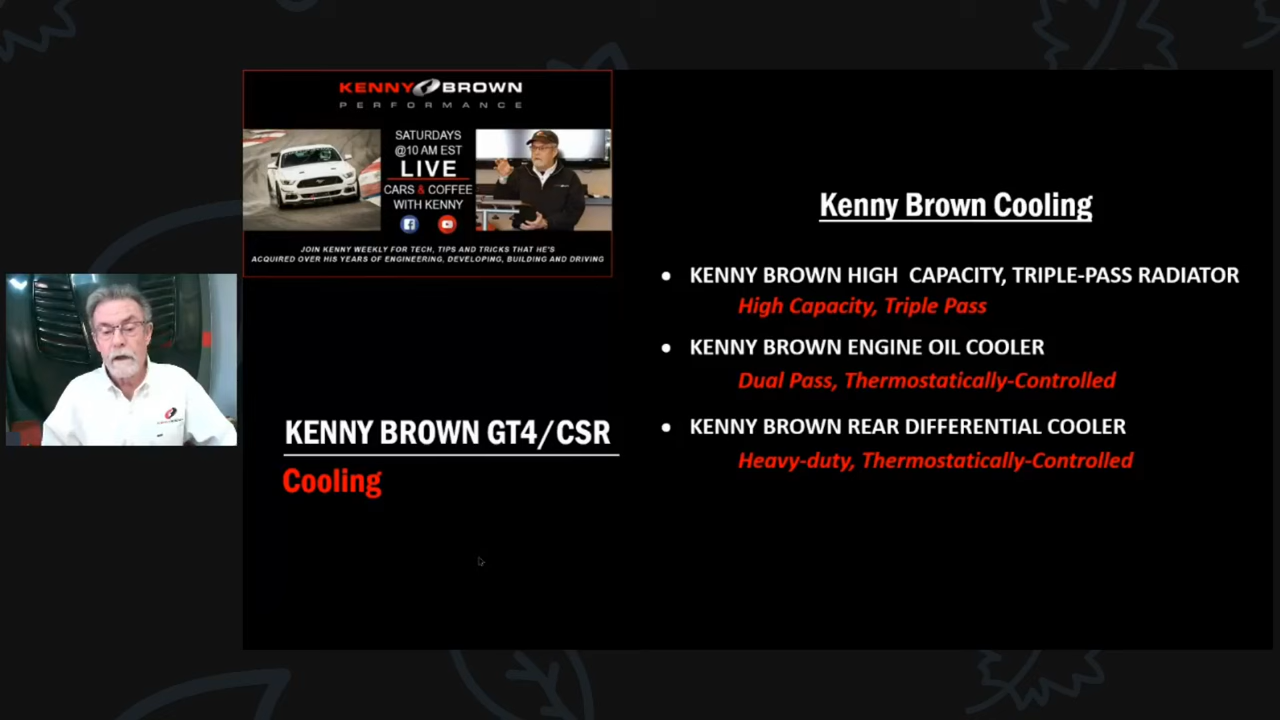 KENNY BROWN
PERFORMANCE
SATURDAYS
@10 AM EST
LIVE
CARS & COFFEE
WITH KENNY
JOIN KENNY WEEKLY FOR TECH, TIPS AND TRICKS THAT HE'S
ACQUIRED OVER HIS YEARS OF ENGINEERING, DEVELOPING, BUILDING AND DRIVING
KENNY BROWN GT4/CSR
Cooling
Kenny Brown Cooling
• KENNY BROWN HIGH CAPACITY, TRIPLE-PASS RADIATOR
High Capacity, Triple Pass
• KENNY BROWN ENGINE OIL COOLER
Dual Pass, Thermostatically-Controlled
• KENNY BROWN REAR DIFFERENTIAL COOLER
Heavy-duty, Thermostatically-Controlled